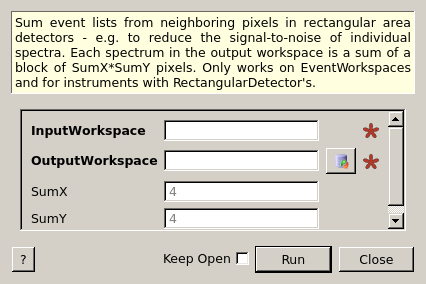 Sum event lists from neighboring pixels in rectangular area
detectors - e.g. to reduce the signal-to-noise of individual
spectra. Each spectrum in the output workspace is a sum of a
block of SumX*SumY pixels. Only works on EventWorkspaces
and for instruments with RectangularDetector's.
InputWorkspace
OutputWorkspace
SumX 4
SumY 4
? Keep Open Run Close